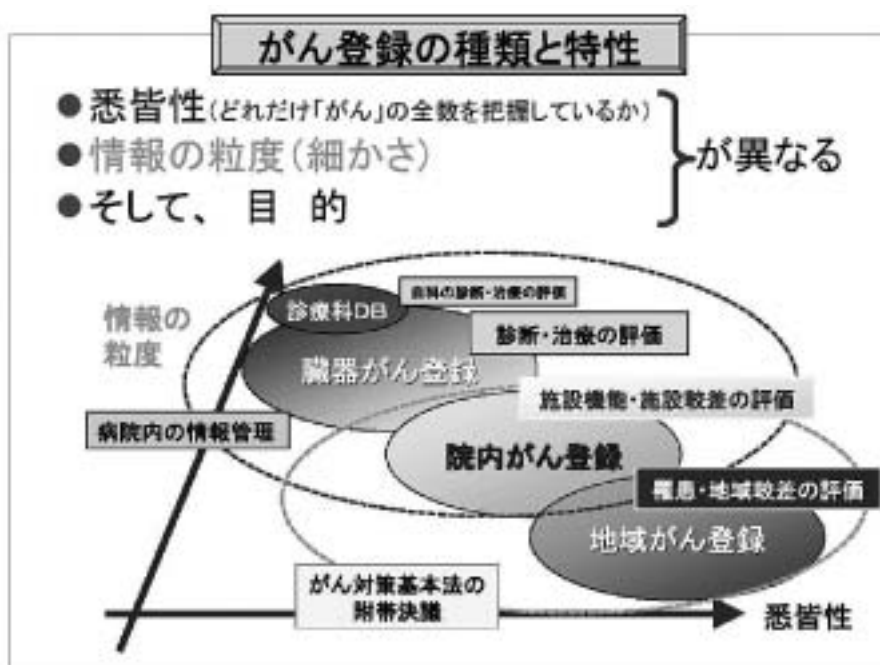 がん登録の種類と特性
●悉皆性(どれだけ「がん」の全数を把握しているか)
●情報の粒度(細かさ)
●そして、 目 的
が異なる
情報の
粒度
診療科DB
自科の診断・治療の評価
臓器がん登録
診断・治療の評価
施設機能・施設較差の評価
病院内の情報管理
院内がん登録
罹患・地域較差の評価
地域がん登録
がん対策基本法の
附帯決議
悉皆性